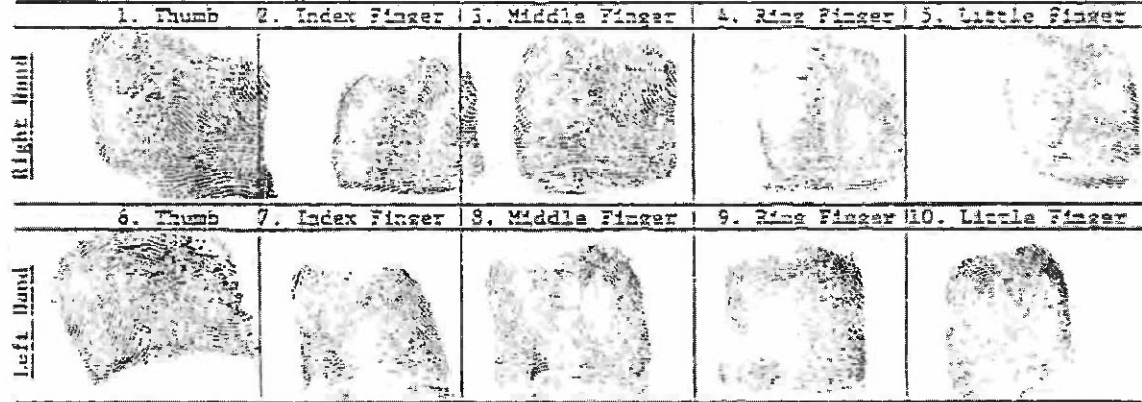 1. Thumb 2. Index Finger 3. Middle Finger 4. Ring Finger 5. Little Finger
Right Hand
6. Thumb 7. Index Finger 8. Middle Finger 9. Ring Finger 10. Little Finger
Left Hand